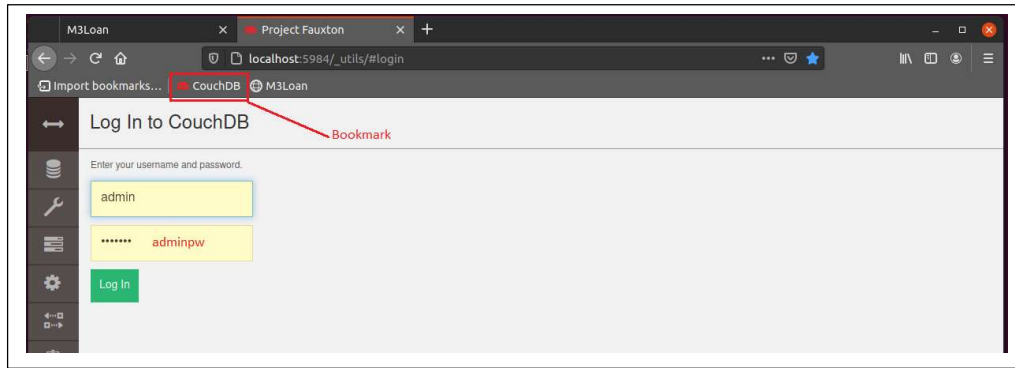 M3Loan
Project Fauxton
localhost:5984/_utils/#login
Import bookmarks...
CouchDB
M3Loan
Log In to CouchDB
Bookmark
Enter your username and password.
admin
••••••• adminpw
Log In